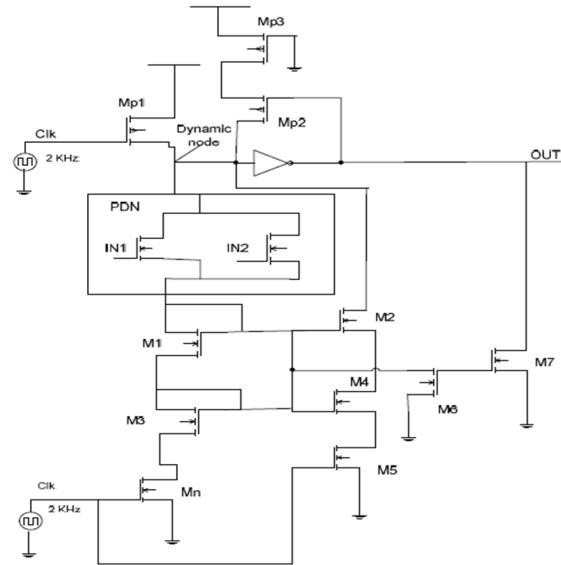 Mp3
Mp1
Mp2
Clk
Dynamic
node
2 KHz
OUT
PDN
IN1
IN2
M1
M2
M3
M4
M7
M6
M5
Clk
Mn
2 KHz